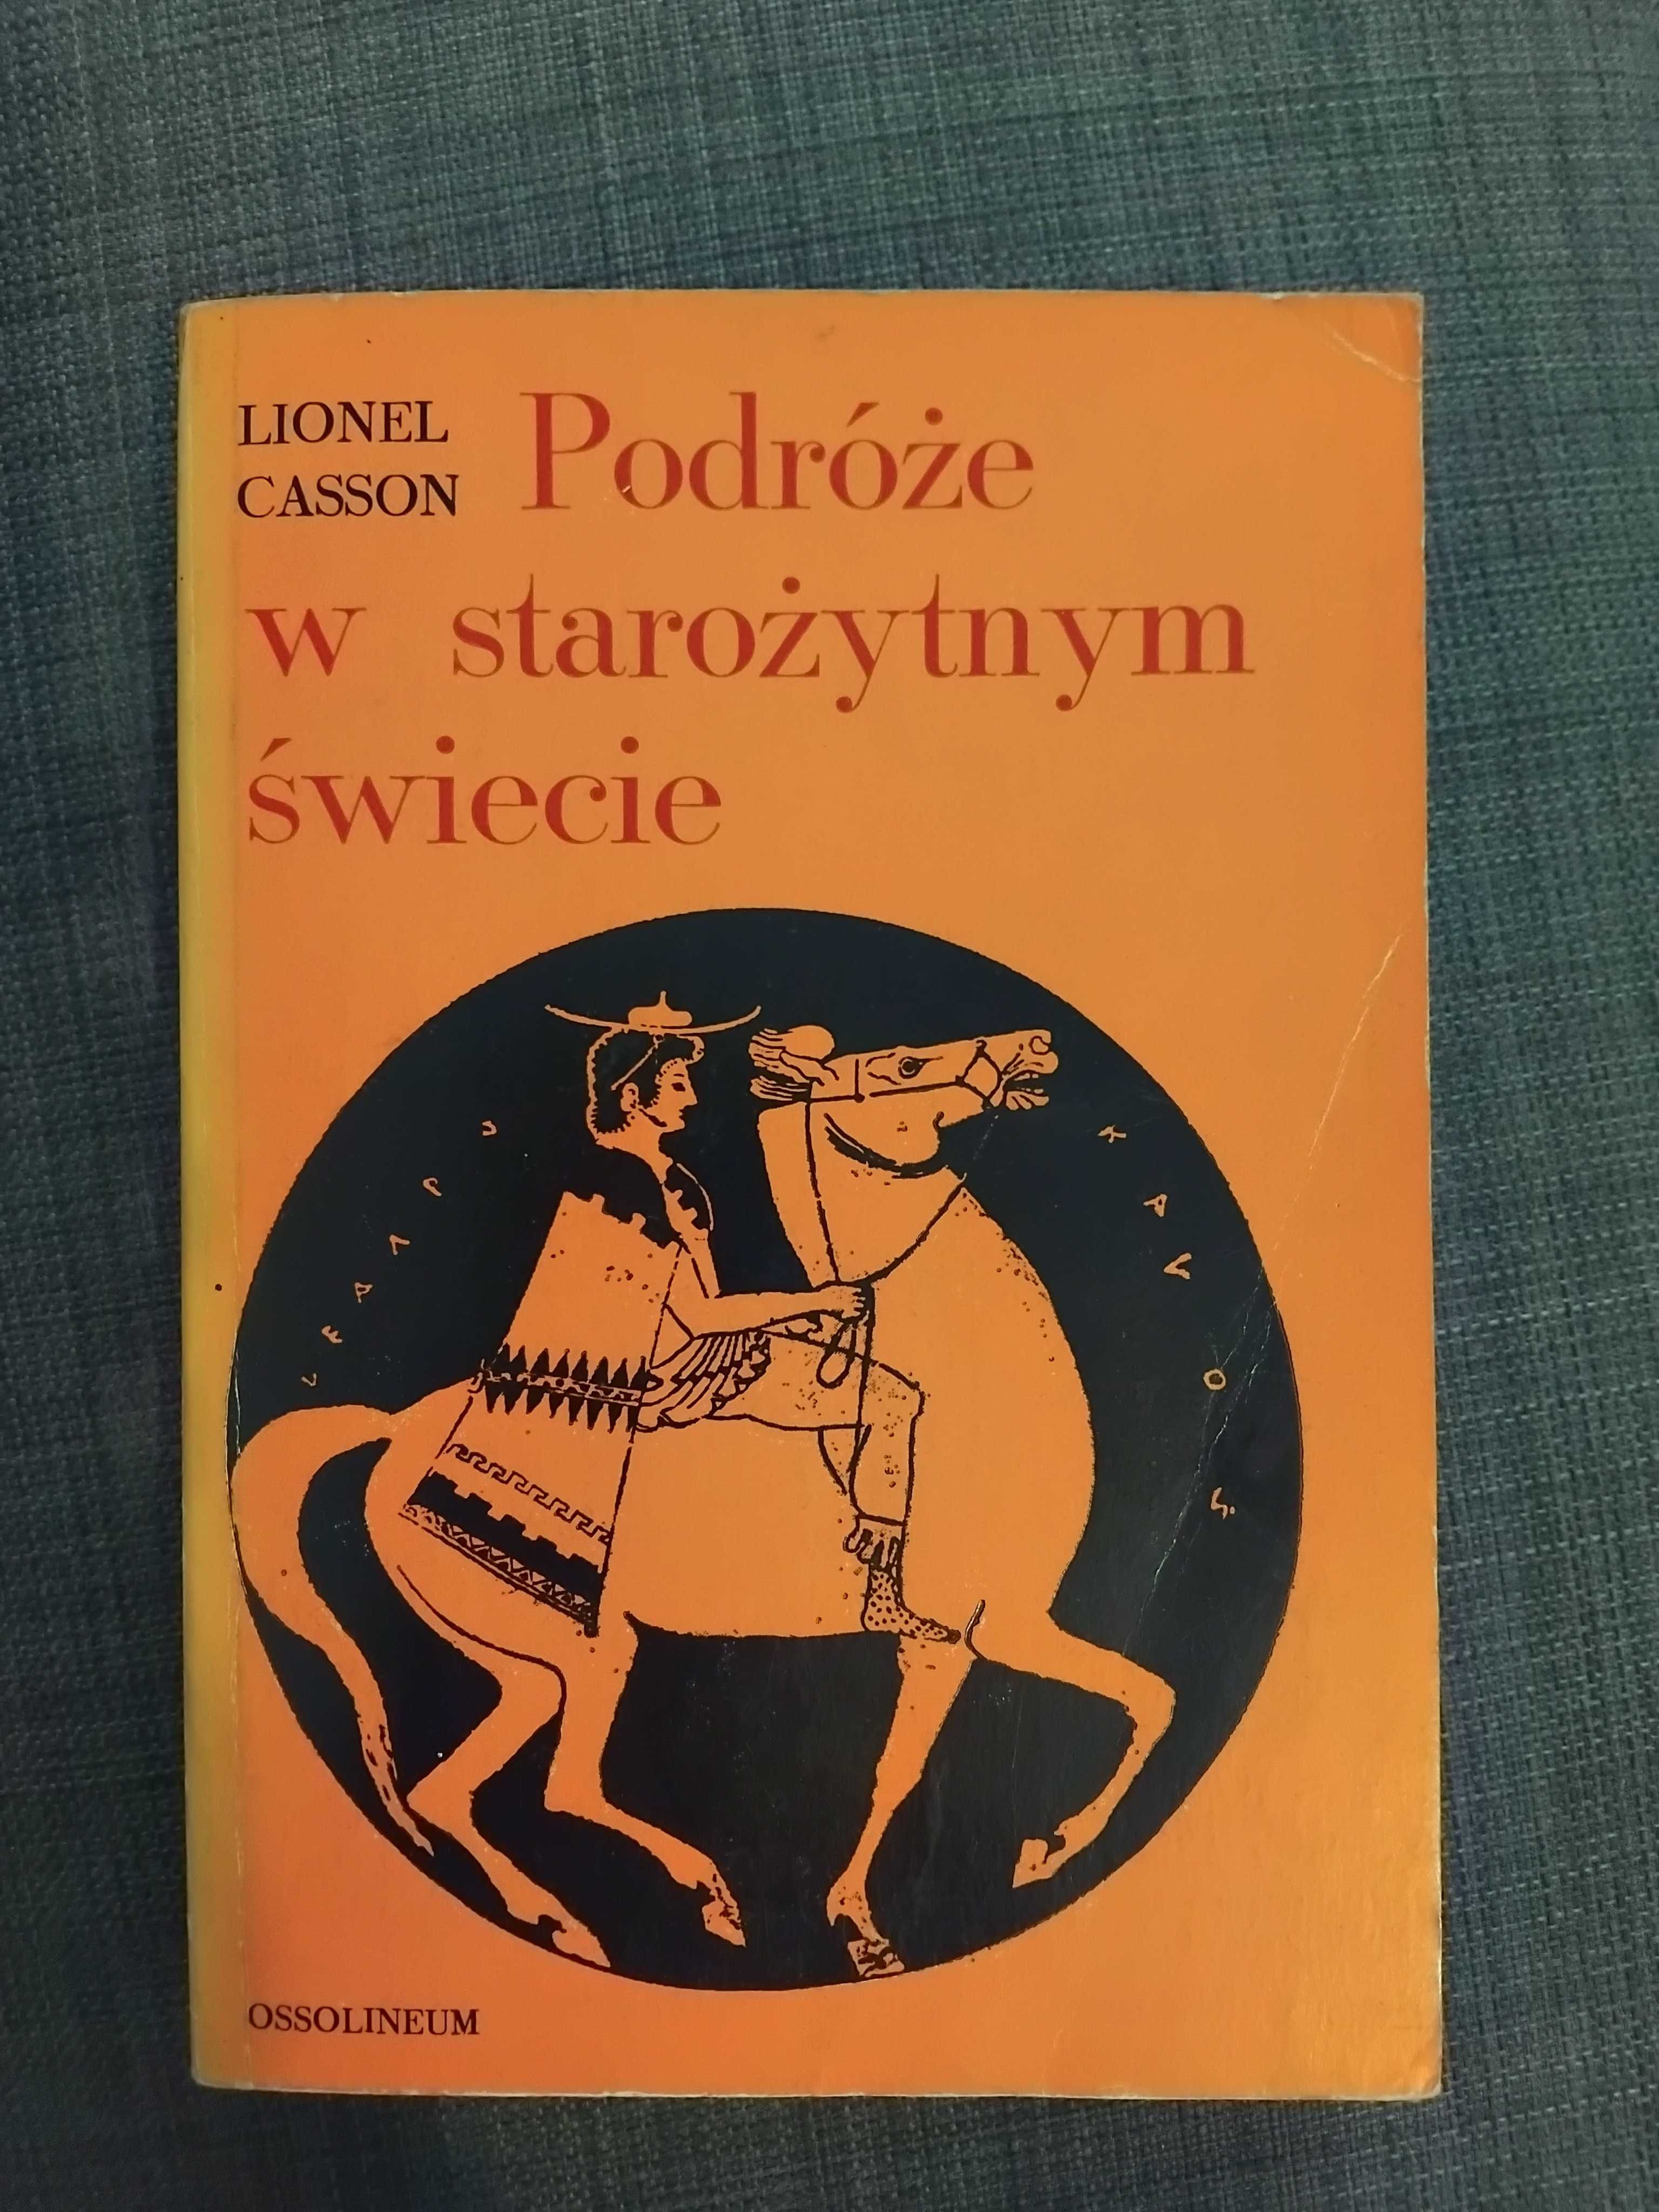 LIONEL
CASSON
Podróże
w starożytnym
świecie
OSSOLINEUM